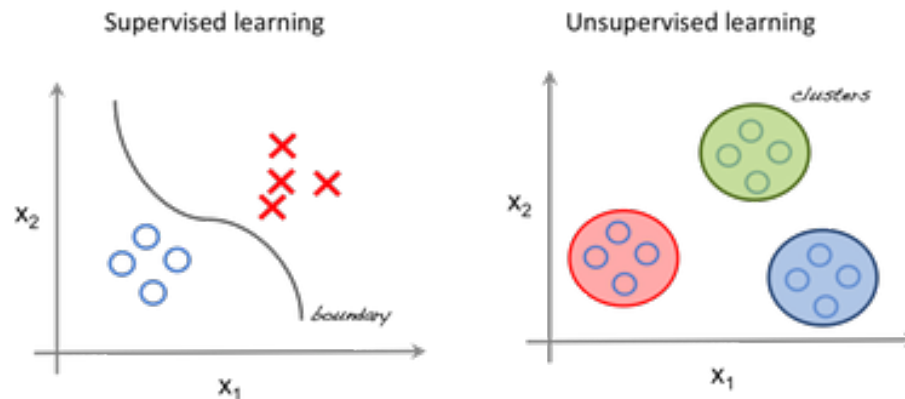 Supervised learning
x2
boundary
x1
Unsupervised learning
clusters
x2
x1